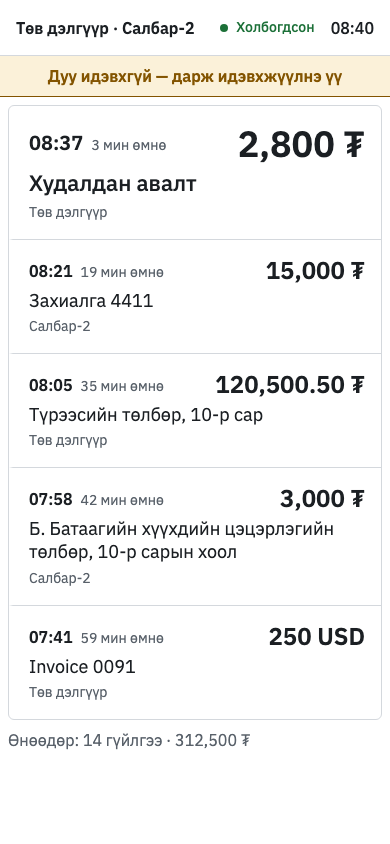 Төв дэлгүүр · Салбар-2
Холбогдсон
08:40
Дуу идэвхгүй — дарж идэвхжүүлнэ үү
08:37 3 мин өмнө 2,800 ₮
Худалдан авалт
Төв дэлгүүр
08:21 19 мин өмнө 15,000 ₮
Захиалга 4411
Салбар-2
08:05 35 мин өмнө 120,500.50 ₮
Түрээсийн төлбөр, 10-р сар
Төв дэлгүүр
07:58 42 мин өмнө 3,000 ₮
Б. Батаагийн хүүхдийн цэцэрлэгийн
төлбөр, 10-р сарын хоол
Салбар-2
07:41 59 мин өмнө 250 USD
Invoice 0091
Төв дэлгүүр
Өнөөдөр: 14 гүйлгээ · 312,500 ₮